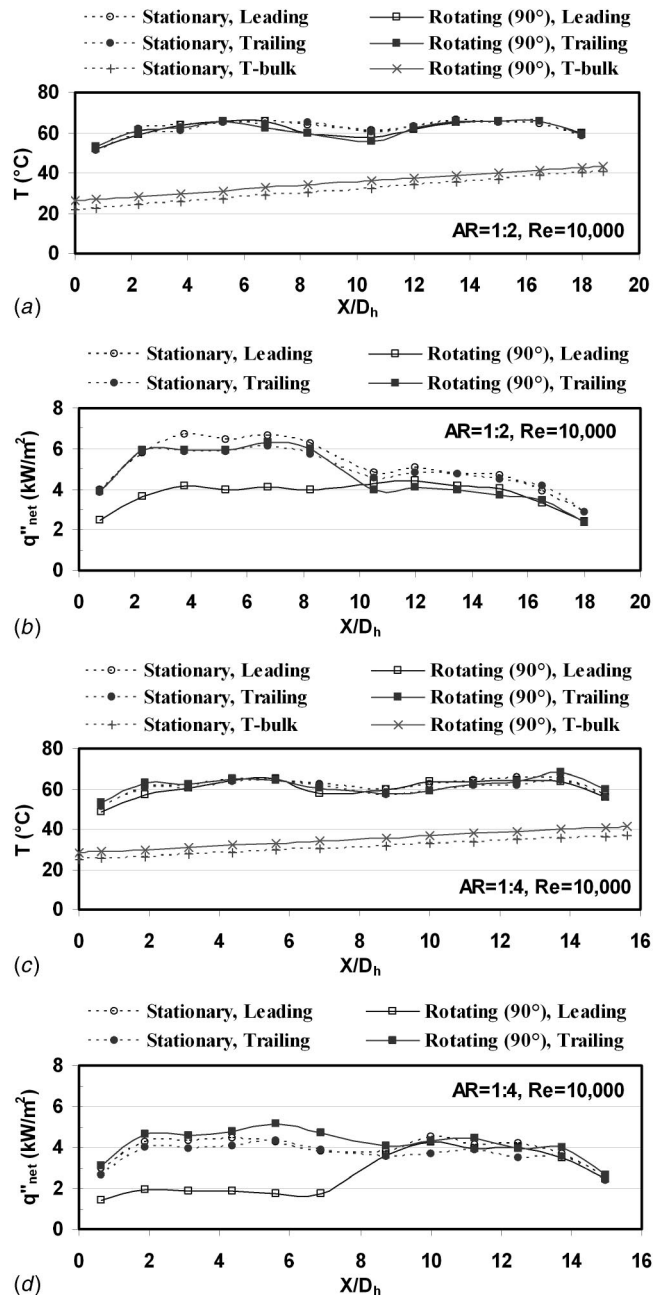 Stationary, Leading Rotating (90°), Leading
Stationary, Trailing Rotating (90°), Trailing
Stationary, T-bulk Rotating (90°), T-bulk
80
60
40
20
0
T (°C)
AR=1:2, Re=10,000
0 2 4 6 8 10 12 14 16 18 20
X/Dh
(a)
Stationary, Leading Rotating (90°), Leading
Stationary, Trailing Rotating (90°), Trailing
8
6
4
2
0
q"net (kW/m²)
AR=1:2, Re=10,000
0 2 4 6 8 10 12 14 16 18 20
X/Dh
(b)
Stationary, Leading Rotating (90°), Leading
Stationary, Trailing Rotating (90°), Trailing
Stationary, T-bulk Rotating (90°), T-bulk
80
60
40
20
0
T (°C)
AR=1:4, Re=10,000
0 2 4 6 8 10 12 14 16
X/Dh
(c)
Stationary, Leading Rotating (90°), Leading
Stationary, Trailing Rotating (90°), Trailing
8
6
4
2
0
q"net (kW/m²)
AR=1:4, Re=10,000
0 2 4 6 8 10 12 14 16
X/Dh
(d)